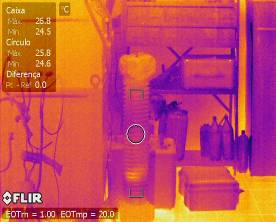 Caixa °C
Máx. 26.8
Mín. 24.5
Círculo
Máx. 25.8
Mín. 24.6
Diferença
Pt - Ref 0.0
FLIR
EOTrn = 1.00 EOTmp = 20.0